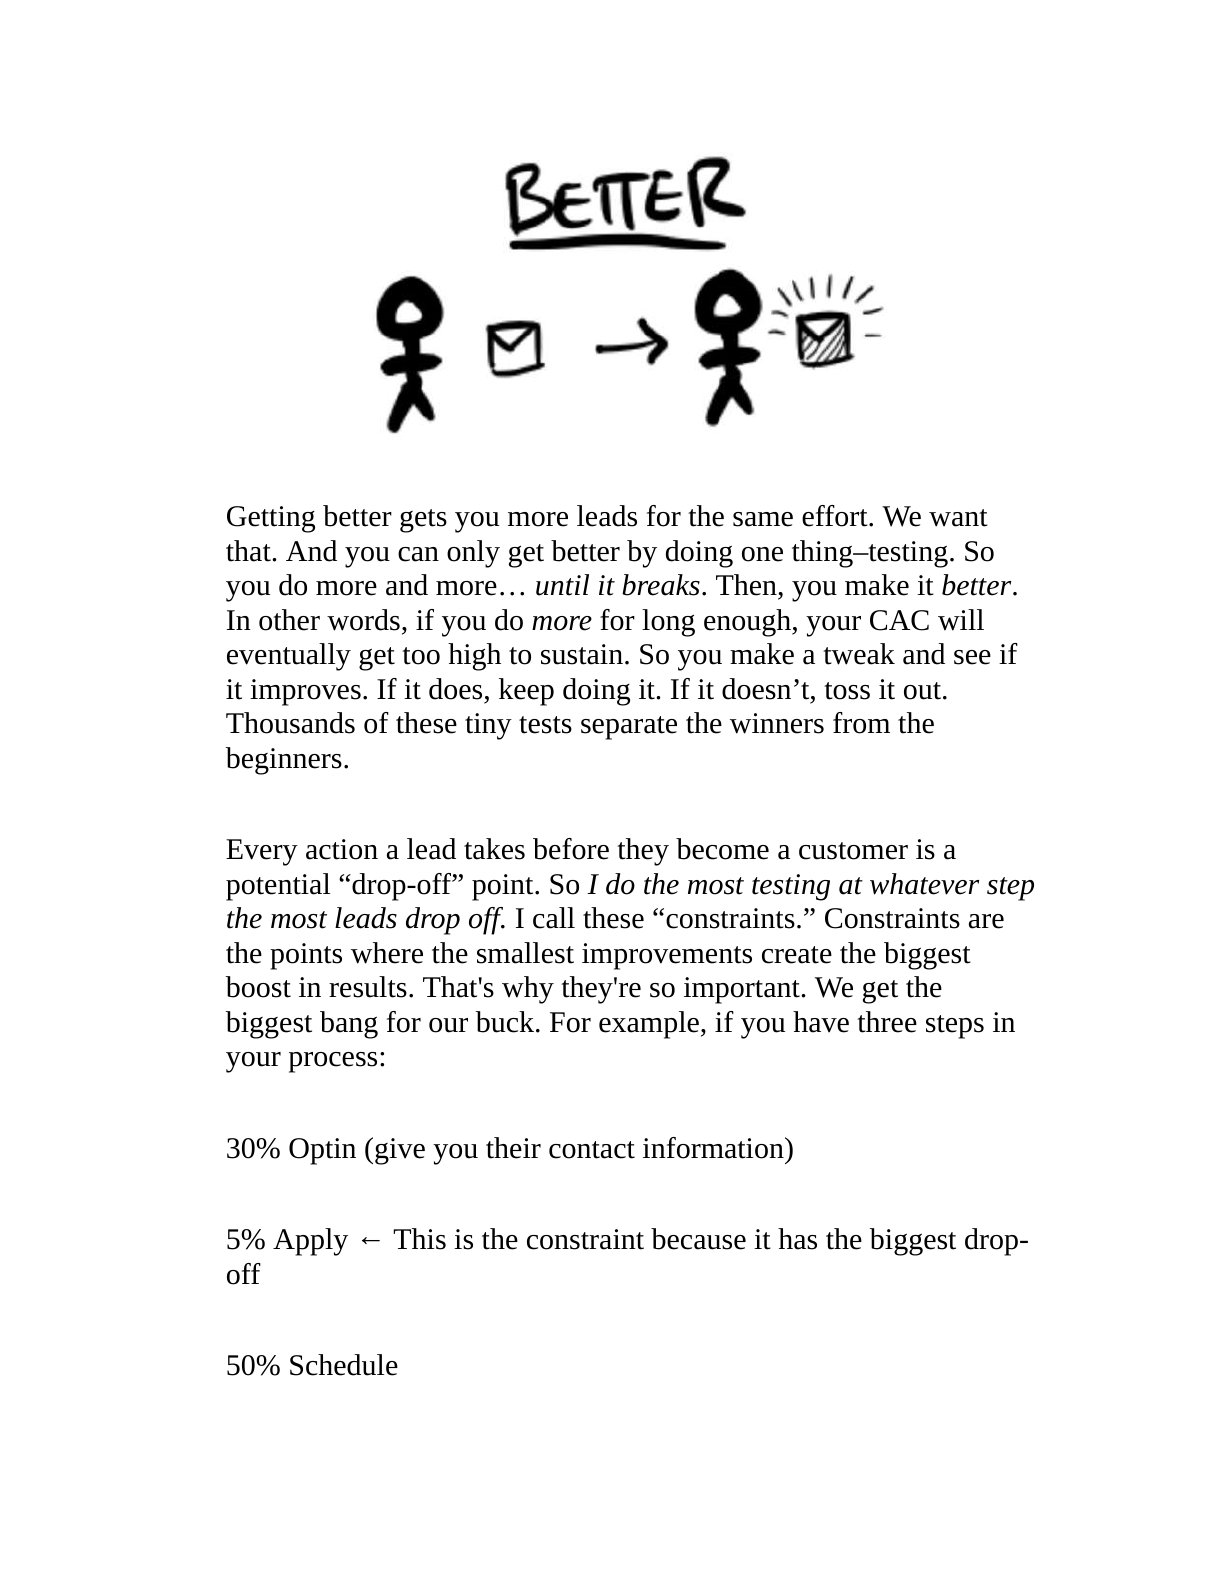 BETTER
Getting better gets you more leads for the same effort. We want
that. And you can only get better by doing one thing–testing. So
you do more and more… until it breaks. Then, you make it better.
In other words, if you do more for long enough, your CAC will
eventually get too high to sustain. So you make a tweak and see if
it improves. If it does, keep doing it. If it doesn’t, toss it out.
Thousands of these tiny tests separate the winners from the
beginners.
Every action a lead takes before they become a customer is a
potential “drop-off” point. So I do the most testing at whatever step
the most leads drop off. I call these “constraints.” Constraints are
the points where the smallest improvements create the biggest
boost in results. That's why they're so important. We get the
biggest bang for our buck. For example, if you have three steps in
your process:
30% Optin (give you their contact information)
5% Apply ← This is the constraint because it has the biggest drop-
off
50% Schedule